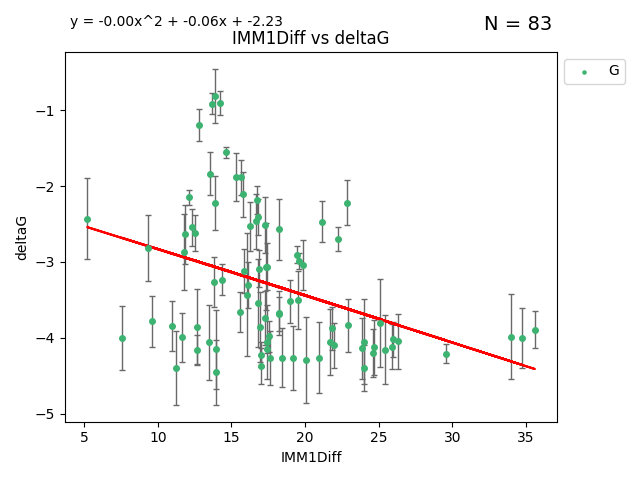 y = -0.00x^2 + -0.06x + -2.23
N = 83
IMM1Diff vs deltaG
G
deltaG
−1
−2
−3
−4
−5
5 10 15 20 25 30 35
IMM1Diff